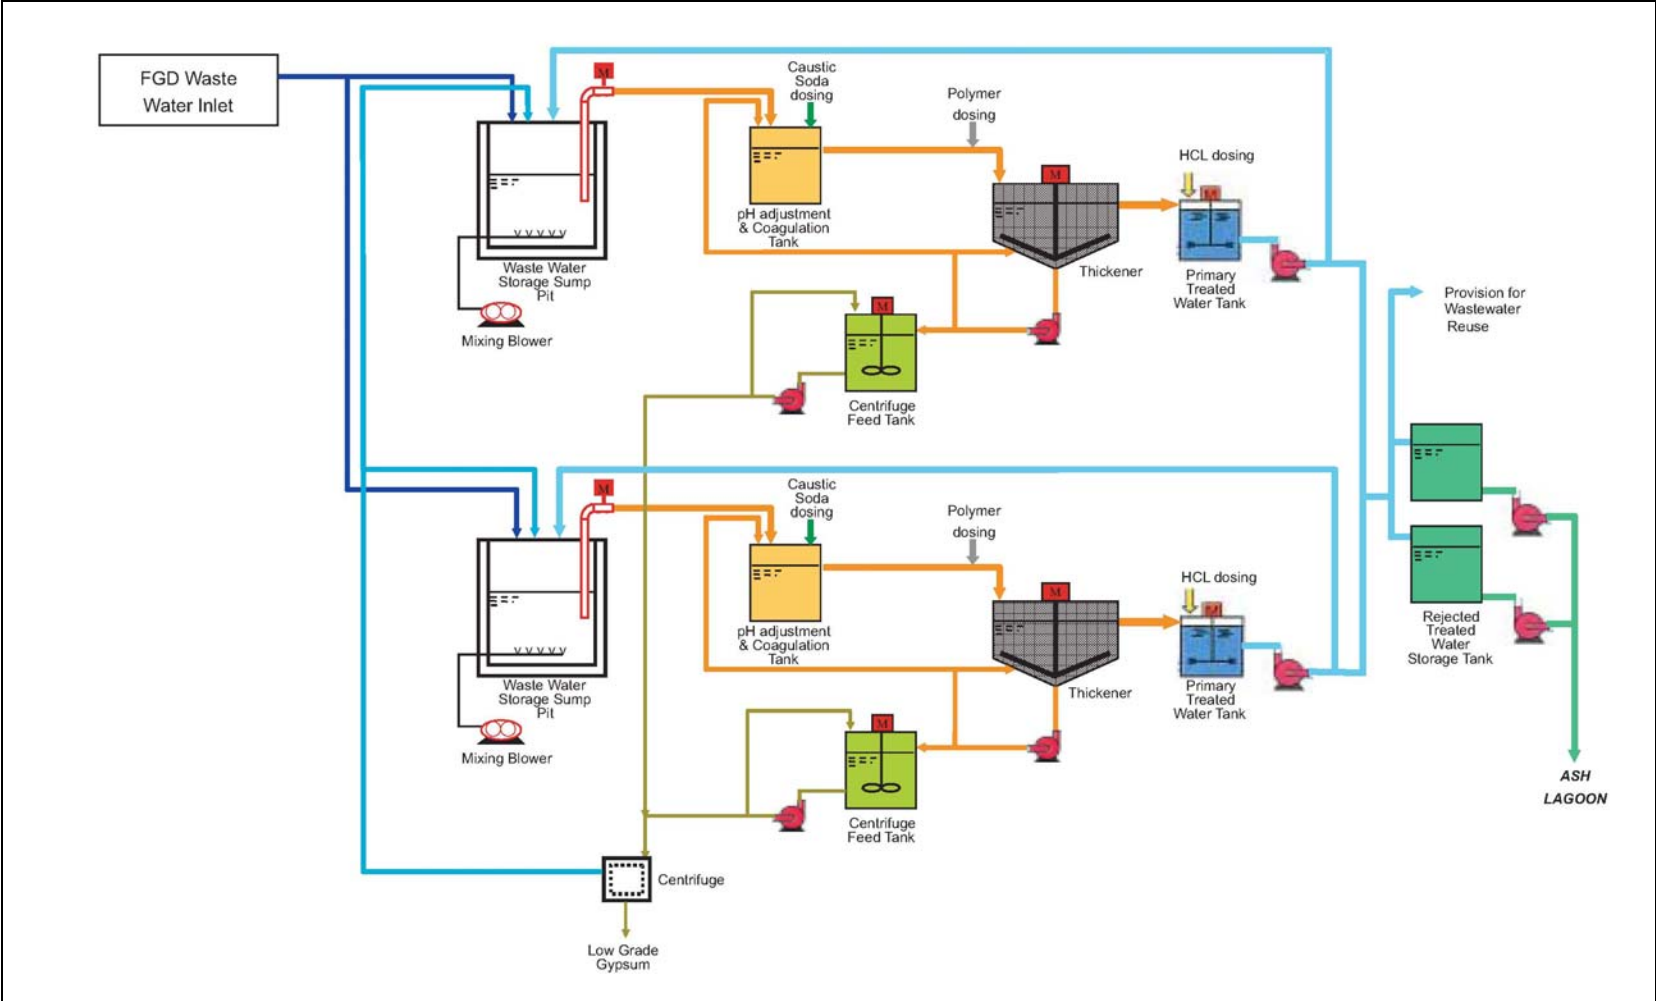 FGD Waste
Water Inlet
M
Caustic
Soda
dosing
Polymer
dosing
HCL dosing
M
M
pH adjustment
& Coagulation
Tank
Thickener
Waste Water
Storage Sump
Pit
Primary
Treated
Water Tank
Provision for
Wastewater
Reuse
M
Mixing Blower
Centrifuge
Feed Tank
M
Caustic
Soda
dosing
Polymer
dosing
HCL dosing
M
M
pH adjustment
& Coagulation
Tank
Rejected
Treated
Water
Storage Tank
Waste Water
Storage Sump
Pit
Thickener
Primary
Treated
Water Tank
M
Mixing Blower
Centrifuge
Feed Tank
ASH
LAGOON
Centrifuge
Low Grade
Gypsum